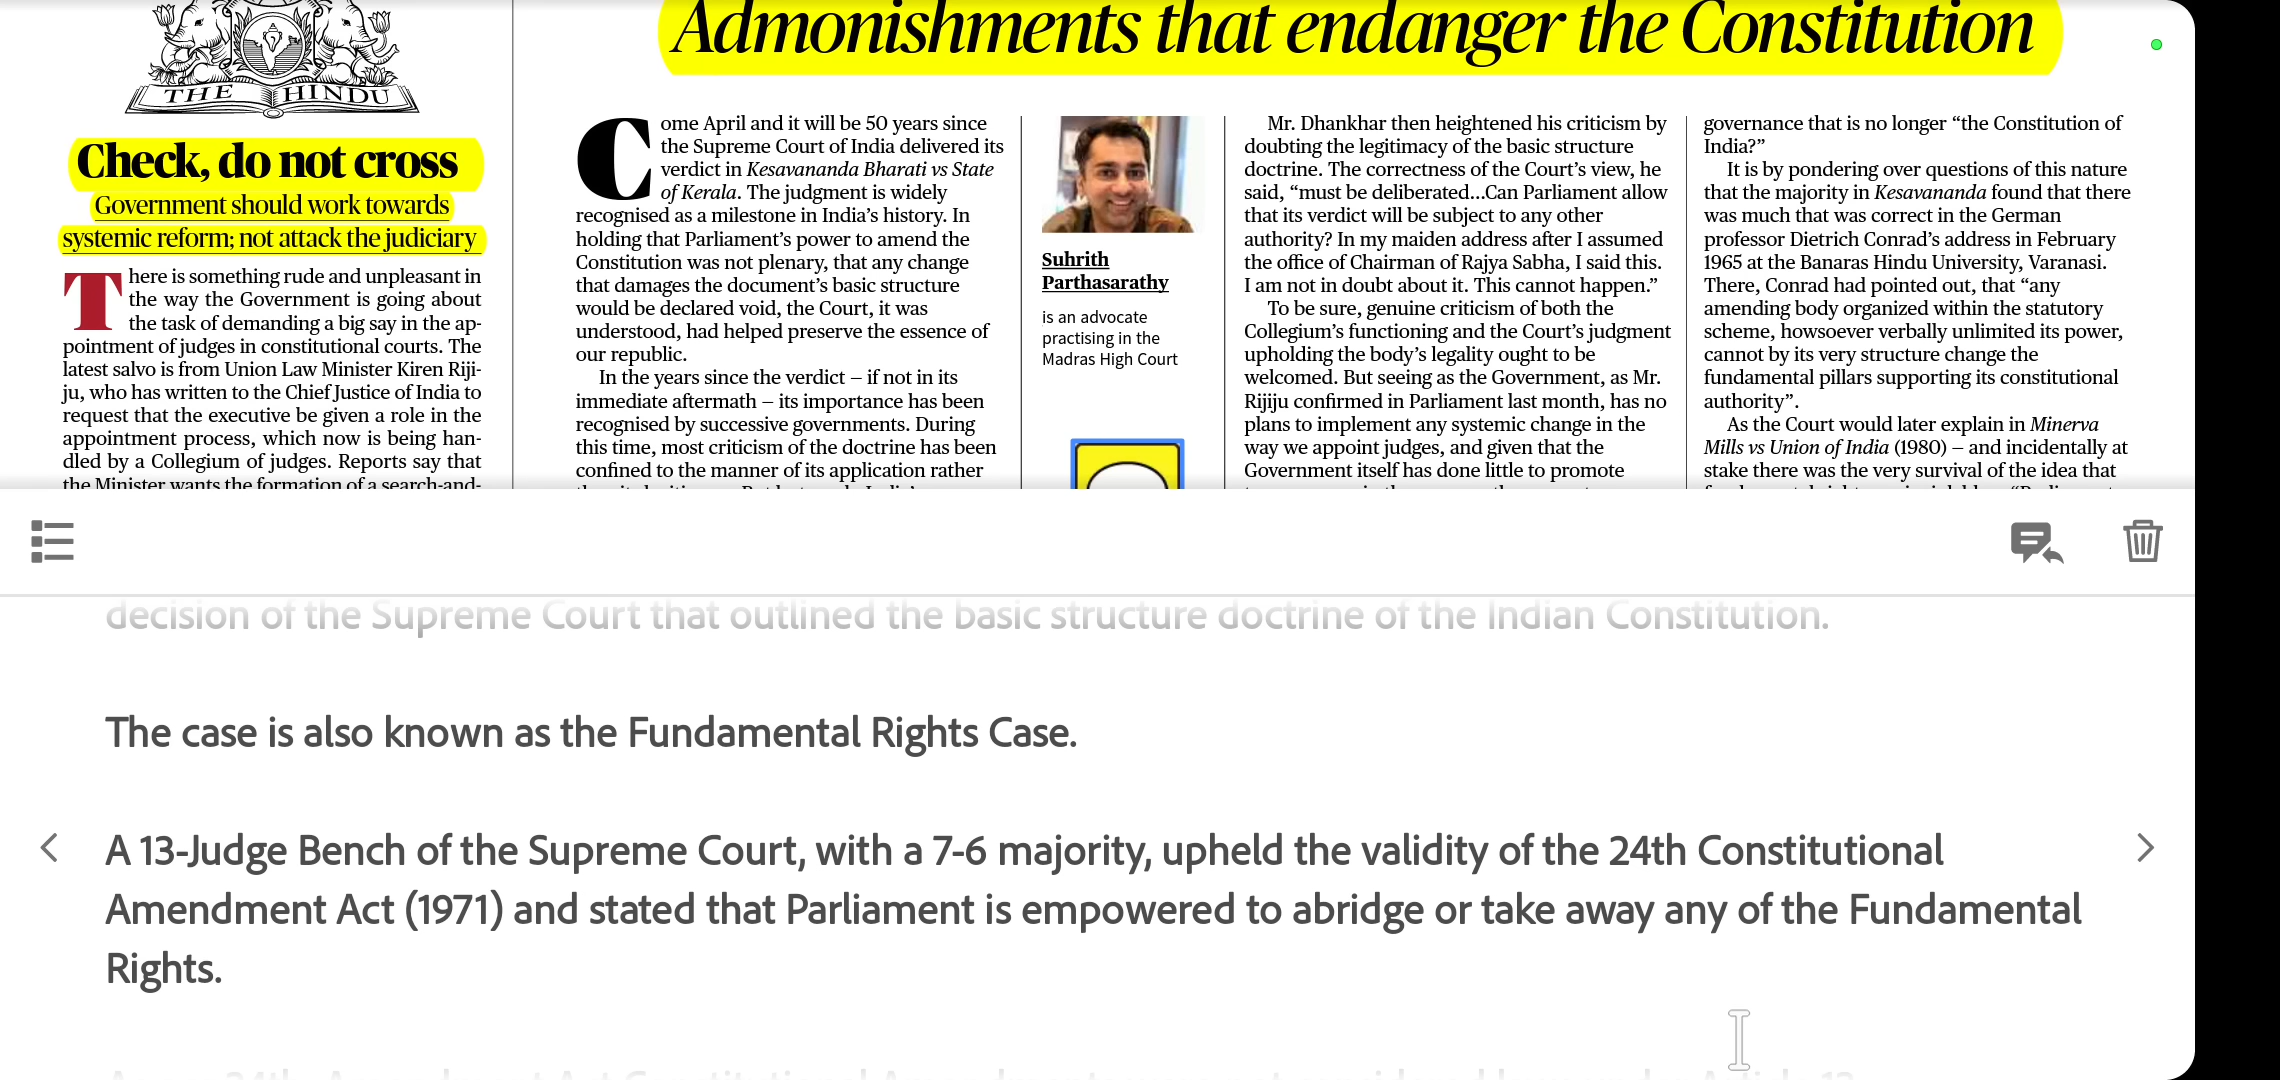 THE HINDU
Check, do not cross
Government should work towards
systemic reform; not attack the judiciary
There is something rude and unpleasant in
the way the Government is going about
the task of demanding a big say in the ap-
pointment of judges in constitutional courts. The
latest salvo is from Union Law Minister Kiren Riji-
ju, who has written to the Chief Justice of India to
request that the executive be given a role in the
appointment process, which now is being han-
dled by a Collegium of judges. Reports say that
the Minister wants the formation of a search-and-
Admonishments that endanger the Constitution
Come April and it will be 50 years since
the Supreme Court of India delivered its
verdict in Kesavananda Bharati vs State
of Kerala. The judgment is widely
recognised as a milestone in India's history. In
holding that Parliament's power to amend the
Constitution was not plenary, that any change
that damages the document's basic structure
would be declared void, the Court, it was
understood, had helped preserve the essence of
our republic.
In the years since the verdict — if not in its
immediate aftermath — its importance has been
recognised by successive governments. During
this time, most criticism of the doctrine has been
confined to the manner of its application rather
Suhrith
Parthasarathy
is an advocate
practising in the
Madras High Court
Mr. Dhankhar then heightened his criticism by
doubting the legitimacy of the basic structure
doctrine. The correctness of the Court's view, he
said, “must be deliberated...Can Parliament allow
that its verdict will be subject to any other
authority? In my maiden address after I assumed
the office of Chairman of Rajya Sabha, I said this.
I am not in doubt about it. This cannot happen.”
To be sure, genuine criticism of both the
Collegium's functioning and the Court's judgment
upholding the body's legality ought to be
welcomed. But seeing as the Government, as Mr.
Rijiju confirmed in Parliament last month, has no
plans to implement any systemic change in the
way we appoint judges, and given that the
Government itself has done little to promote
governance that is no longer “the Constitution of
India?”
It is by pondering over questions of this nature
that the majority in Kesavananda found that there
was much that was correct in the German
professor Dietrich Conrad's address in February
1965 at the Banaras Hindu University, Varanasi.
There, Conrad had pointed out, that “any
amending body organized within the statutory
scheme, howsoever verbally unlimited its power,
cannot by its very structure change the
fundamental pillars supporting its constitutional
authority”.
As the Court would later explain in Minerva
Mills vs Union of India (1980) — and incidentally at
stake there was the very survival of the idea that
decision of the Supreme Court that outlined the basic structure doctrine of the Indian Constitution.
The case is also known as the Fundamental Rights Case.
A 13-Judge Bench of the Supreme Court, with a 7-6 majority, upheld the validity of the 24th Constitutional
Amendment Act (1971) and stated that Parliament is empowered to abridge or take away any of the Fundamental
Rights.